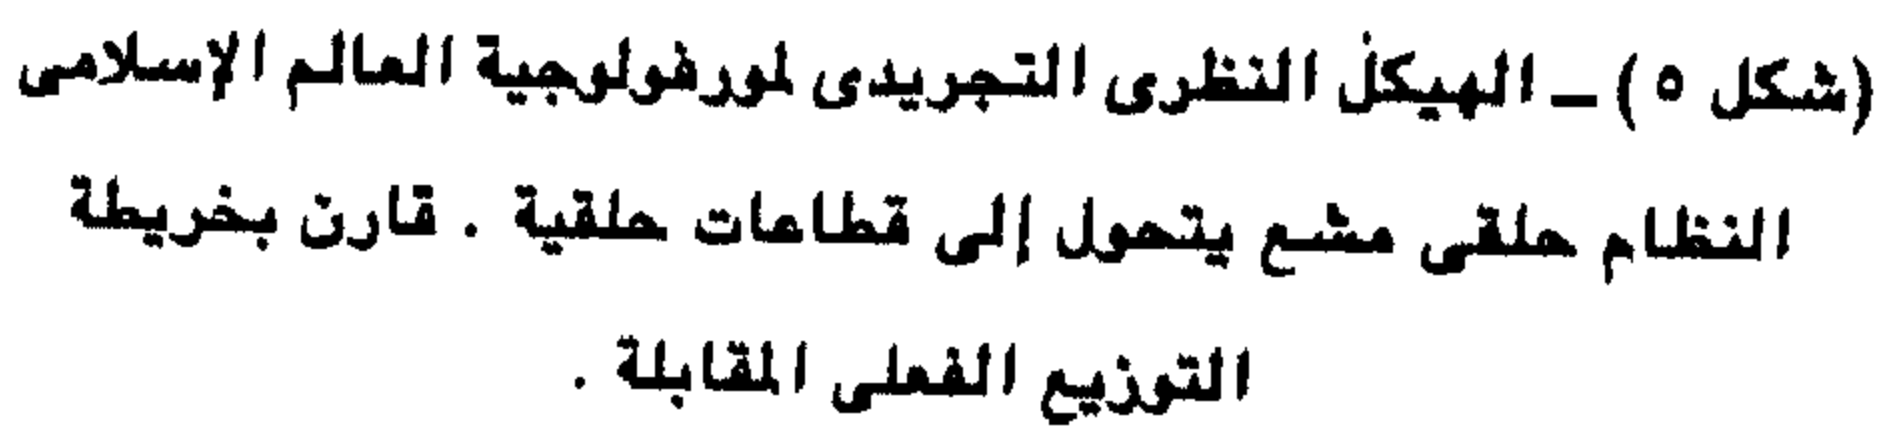 (شكل ٥) ــ الهيكل النظرى التجريدى لمورفولوجية العالم الإسلامى
النظام حلقى مشع يتحول إلى قطاعات حلقية . قارن بخريطة
التوزيع الفعلى المقابلة .